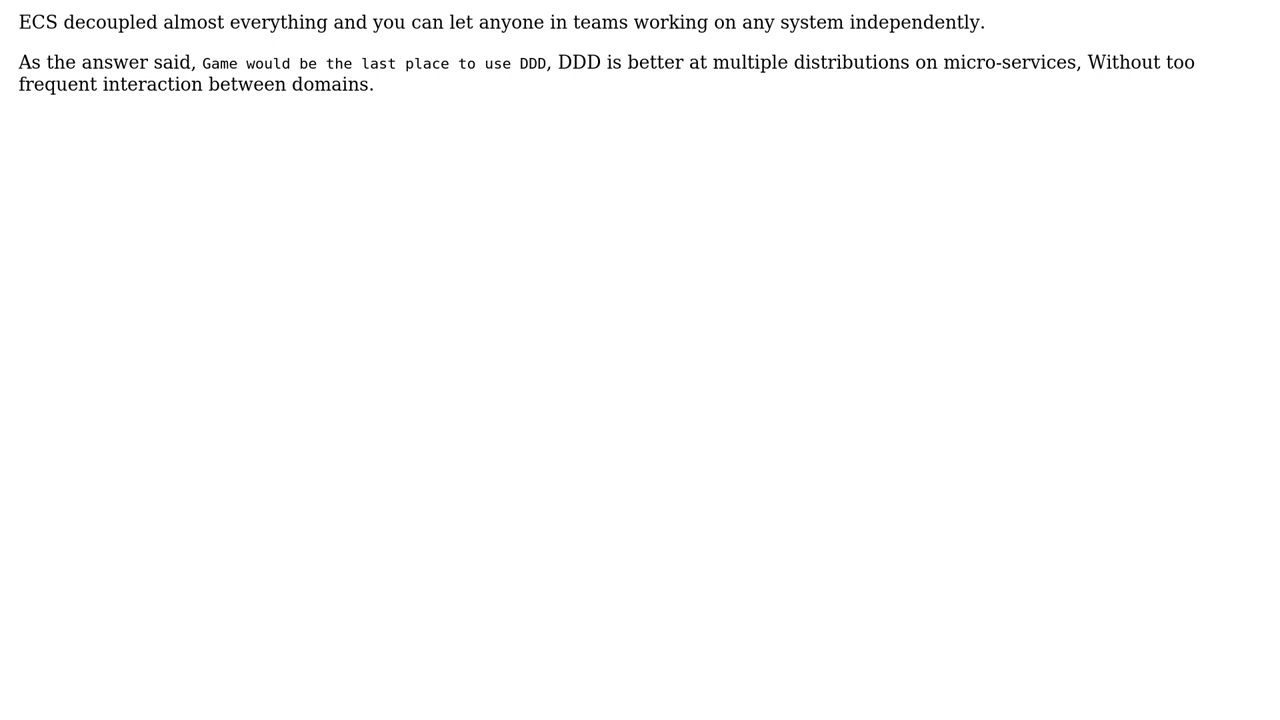 ECS decoupled almost everything and you can let anyone in teams working on any system independently.
As the answer said, Game would be the last place to use DDD, DDD is better at multiple distributions on micro-services, Without too
frequent interaction between domains.